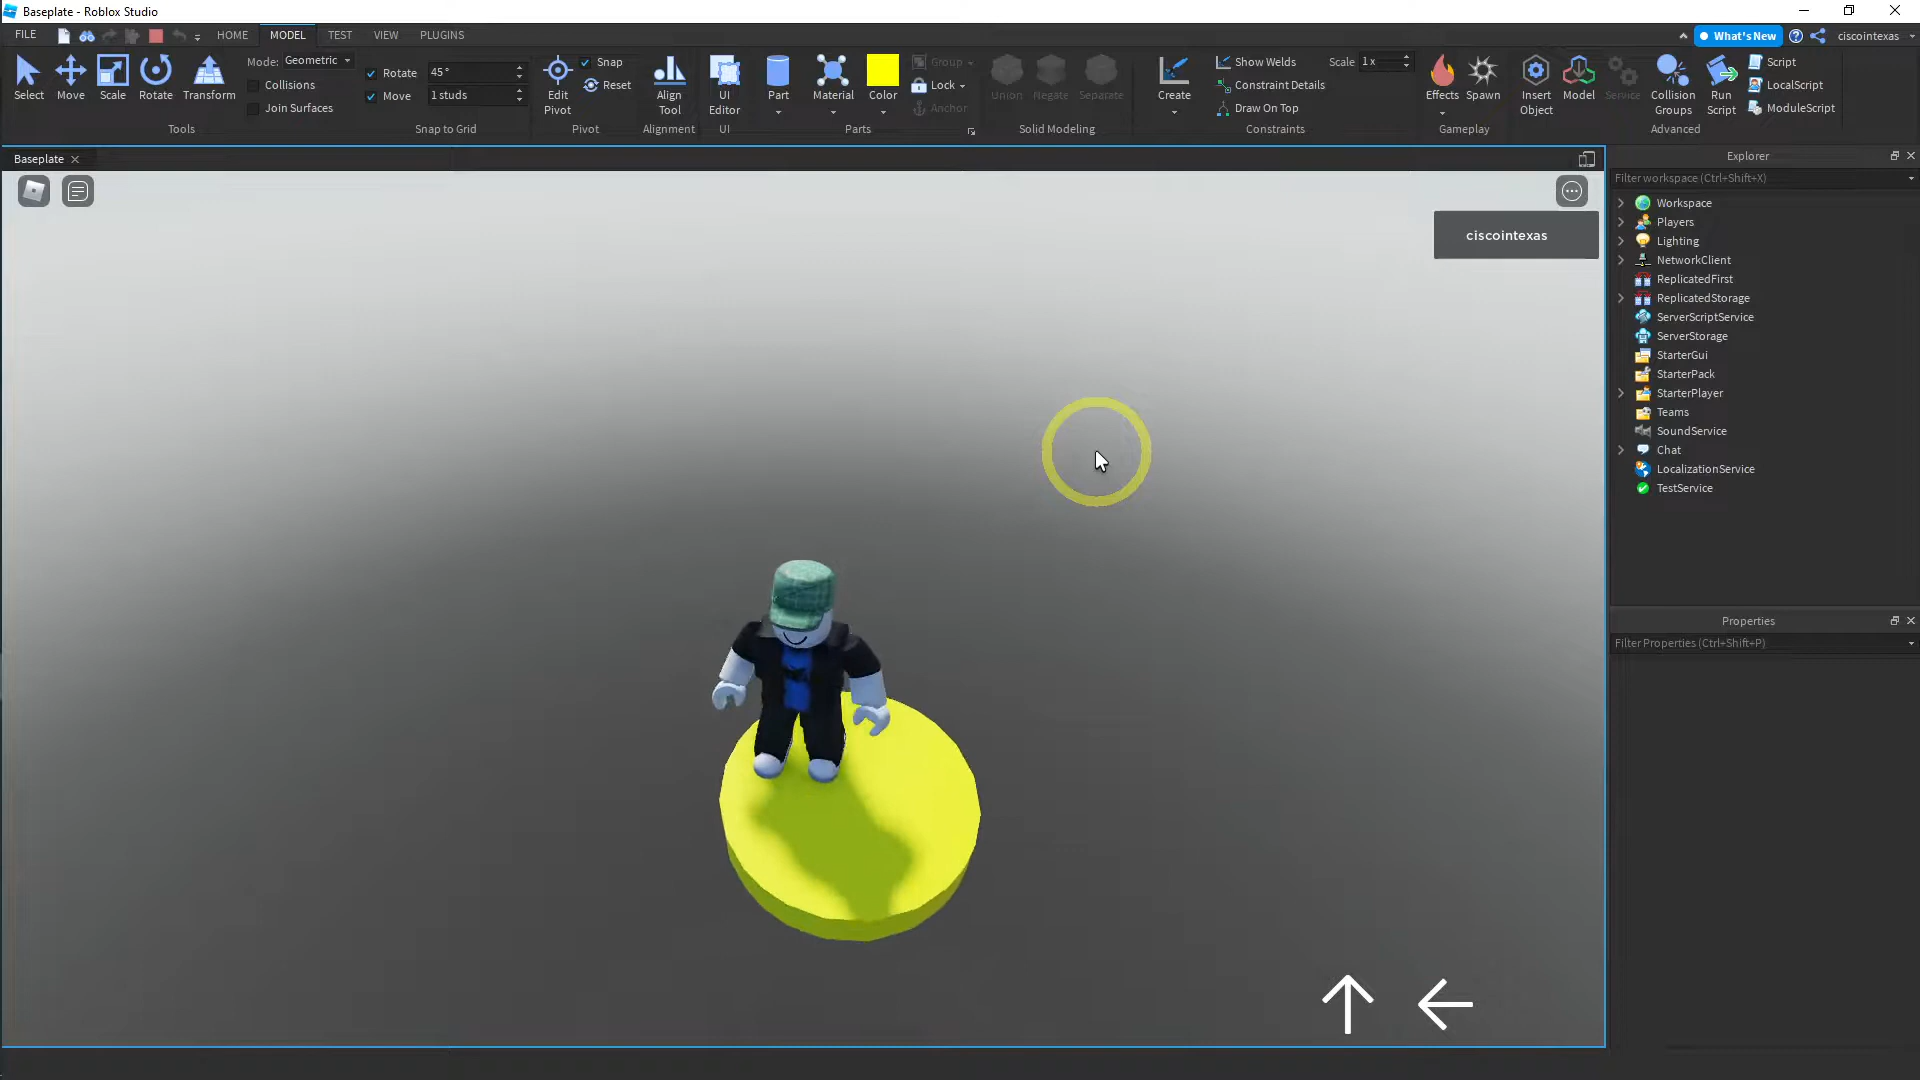 Baseplate - Roblox Studio
FILE HOME MODEL TEST VIEW PLUGINS What's New ciscointexas
Select Move Scale Rotate Transform
Mode: Geometric
Collisions
Join Surfaces
Tools
Rotate 45°
Move 1 studs
Snap to Grid
Edit Pivot
Snap
Reset
Pivot
Align Tool
Alignment
UI Editor
UI
Part Material Color
Group
Lock
Anchor
Parts
Union Negate Separate
Solid Modeling
Create
Show Welds Scale 1 x
Constraint Details
Draw On Top
Constraints
Effects Spawn
Gameplay
Insert Object
Model
Service
Collision Groups
Run Script
Script
LocalScript
ModuleScript
Advanced
Baseplate
ciscointexas
Explorer
Filter workspace (Ctrl+Shift+X)
Workspace
Players
Lighting
NetworkClient
ReplicatedFirst
ReplicatedStorage
ServerScriptService
ServerStorage
StarterGui
StarterPack
StarterPlayer
Teams
SoundService
Chat
LocalizationService
TestService
Properties
Filter Properties (Ctrl+Shift+P)